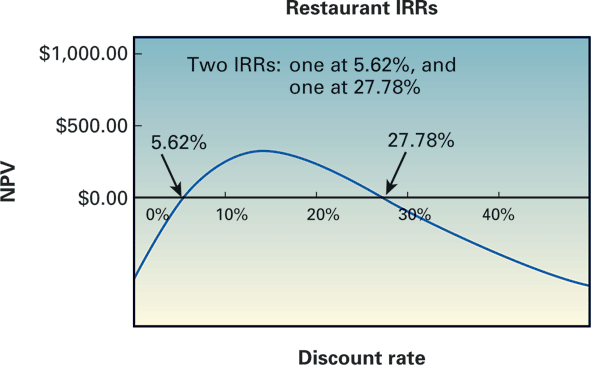 Restaurant IRRs
$1,000.00
Two IRRs: one at 5.62%, and
one at 27.78%
$500.00
5.62%
27.78%
NPV
$0.00
0%
10%
20%
30%
40%
Discount rate